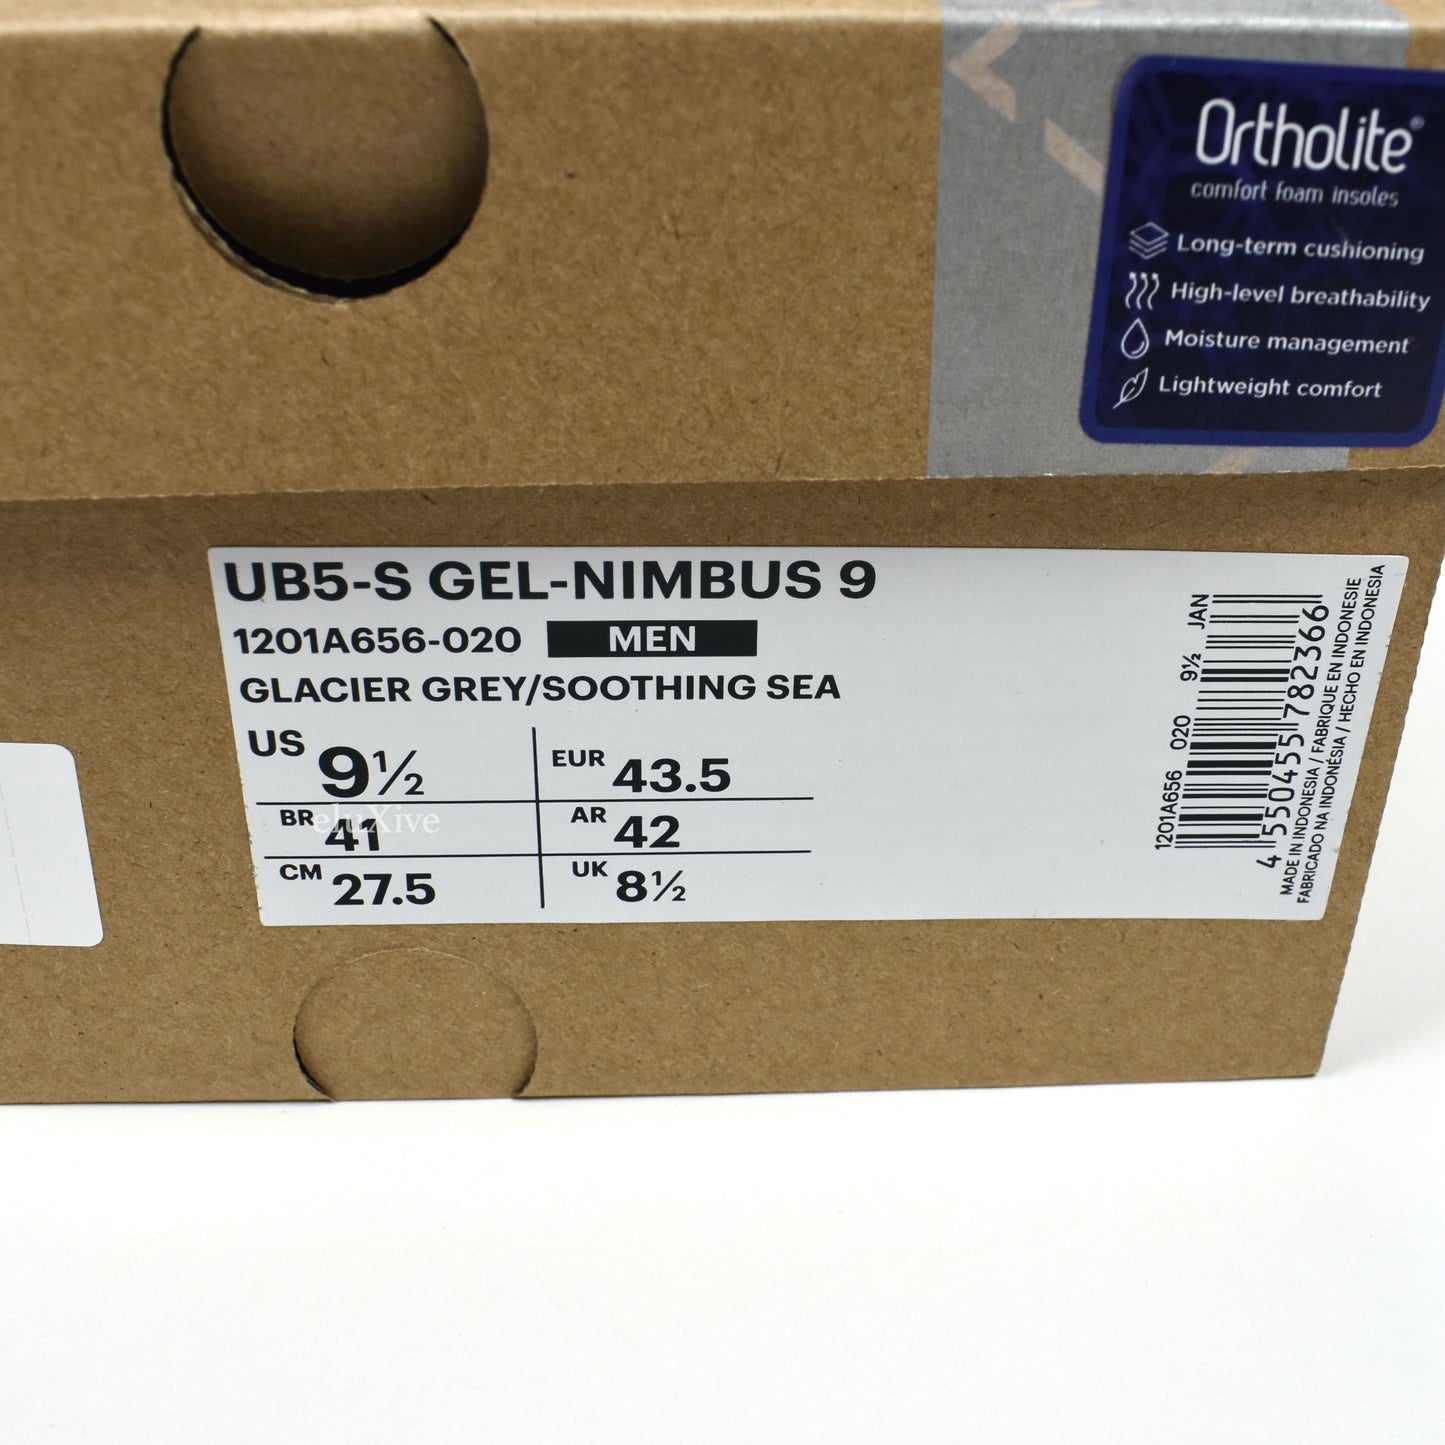 Ortholite®
comfort foam insoles
Long-term cushioning
High-level breathability
Moisture management
Lightweight comfort
UB5-S GEL-NIMBUS 9
1201A656-020 MEN
GLACIER GREY/SOOTHING SEA
US 9½
EUR 43.5
BR 41
AR 42
CM 27.5
UK 8½
eluXive
1201A656 020 9½ JAN
4 550455 782366
MADE IN INDONESIA / FABRIQUE EN INDONESIE
FABRICADO NA INDONÉSIA / HECHO EN INDONESIA